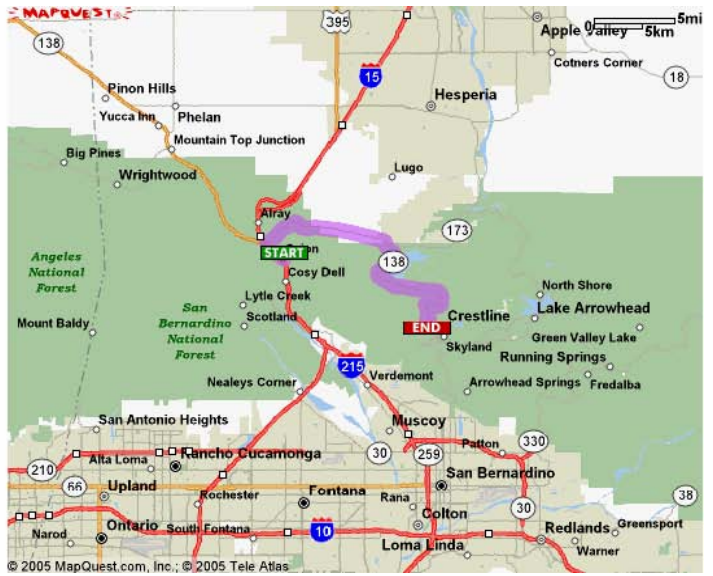 MAPQUEST
395
0 5mi
5km
Apple Valley
138
Cotners Corner
15
18
Pinon Hills
Hesperia
Yucca Inn
Phelan
Mountain Top Junction
Big Pines
Lugo
Wrightwood
Alray
173
START
138
Angeles
National
Forest
Cosy Dell
North Shore
Lytle Creek
Crestline
Lake Arrowhead
San
Bernardino
National
Forest
Scotland
END
Mount Baldy
Skyland
Green Valley Lake
Running Springs
215
Nealeys Corner
Verdemont
Arrowhead Springs
Fredalba
San Antonio Heights
Muscoy
Patton
330
210
Alta Loma
Rancho Cucamonga
30
259
San Bernardino
66
Upland
Rochester
Fontana
Rana
38
30
Ontario
Colton
Narod
South Fontana
10
Redlands
Greensport
Loma Linda
Warner
© 2005 MapQuest.com, Inc.; © 2005 Tele Atlas